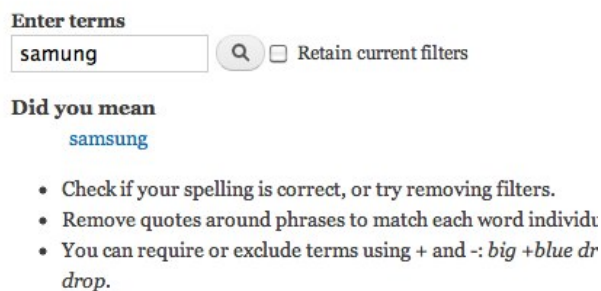 Enter terms
samung
Retain current filters
Did you mean
samsung
• Check if your spelling is correct, or try removing filters.
• Remove quotes around phrases to match each word
• You can require or exclude terms using + and -: big +blue
drop.